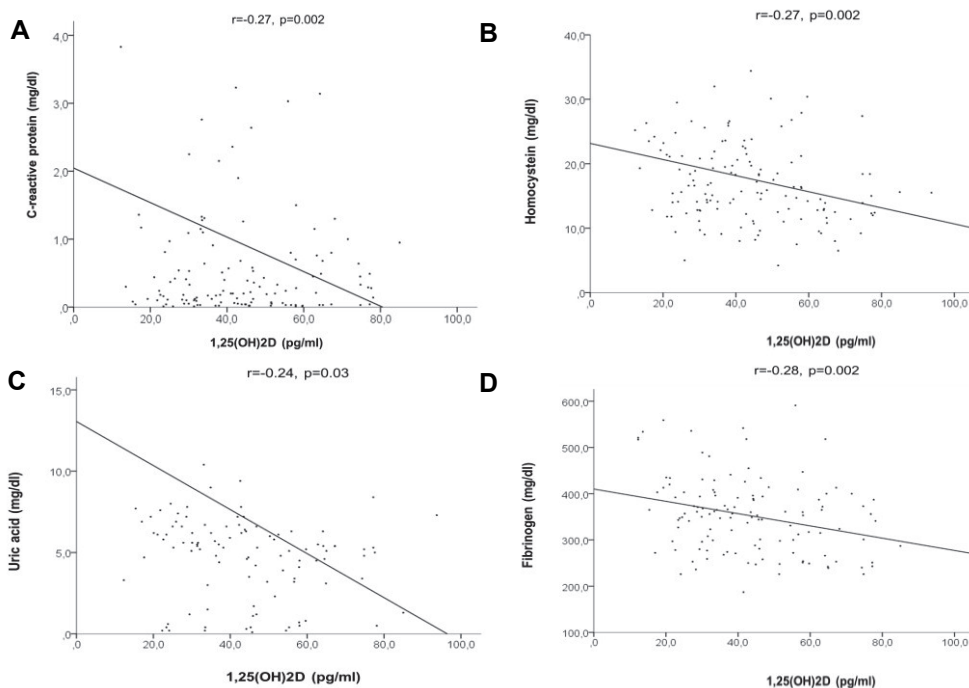 A
r=-0.27, p=0.002
C-reactive protein (mg/dl)
4,0
3,0
2,0
1,0
,0
,0 20,0 40,0 60,0 80,0 100,0
1,25(OH)2D (pg/ml)
B
r=-0.27, p=0.002
Homocystein (mg/dl)
40,0
30,0
20,0
10,0
,00
,0 20,0 40,0 60,0 80,0 100,0
1,25(OH)2D (pg/ml)
C
r=-0.24, p=0.03
Uric acid (mg/dl)
15,0
10,0
5,0
,0
,0 20,0 40,0 60,0 80,0 100,0
1,25(OH)2D (pg/ml)
D
r=-0.28, p=0.002
Fibrinogen (mg/dl)
600,0
500,0
400,0
300,0
200,0
100,0
,0 20,0 40,0 60,0 80,0 100,0
1,25(OH)2D (pg/ml)